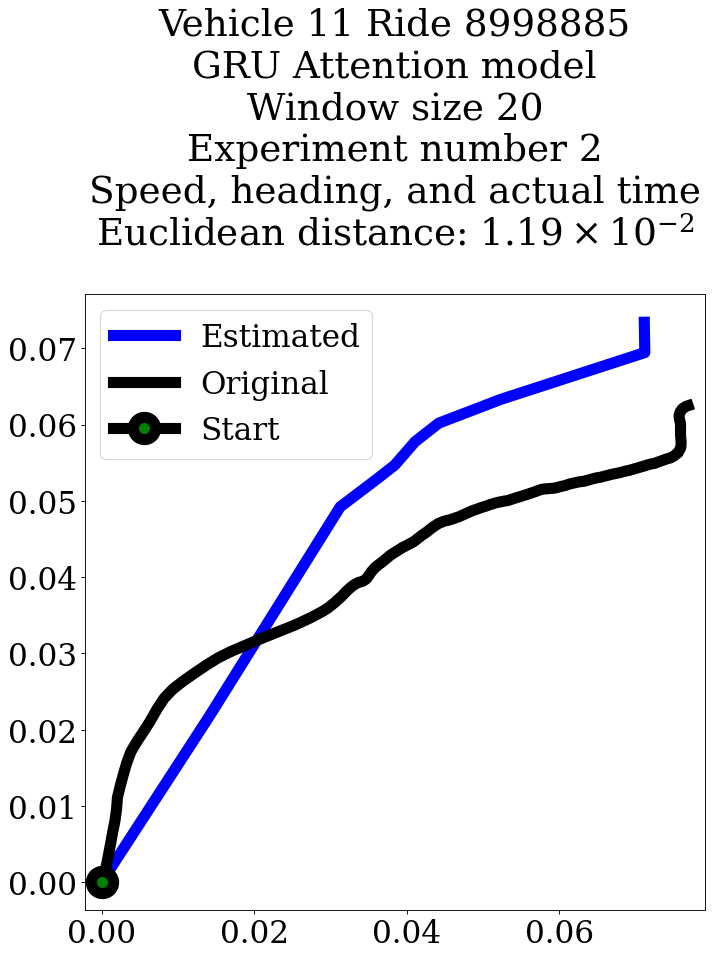 Vehicle 11 Ride 8998885
GRU Attention model
Window size 20
Experiment number 2
Speed, heading, and actual time
Euclidean distance: 1.19 × 10⁻²
Estimated
Original
Start
0.07
0.06
0.05
0.04
0.03
0.02
0.01
0.00
0.00 0.02 0.04 0.06